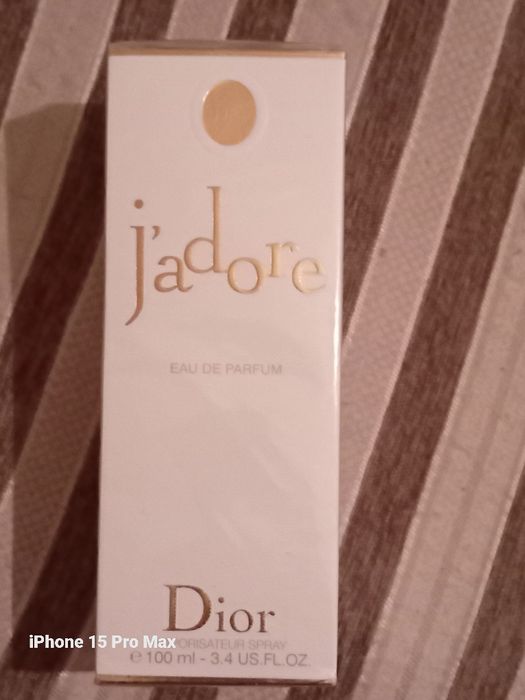 j'adore
EAU DE PARFUM
Dior
iPhone 15 Pro Max
SPRAY
e 100 ml - 3.4 US.FL.OZ.